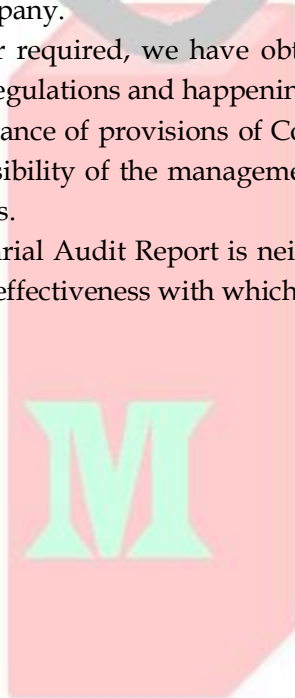 pany.
r required, we have obt
egulations and happenin
ance of provisions of Co
sibility of the manageme
s.
arial Audit Report is nei
effectiveness with which
M